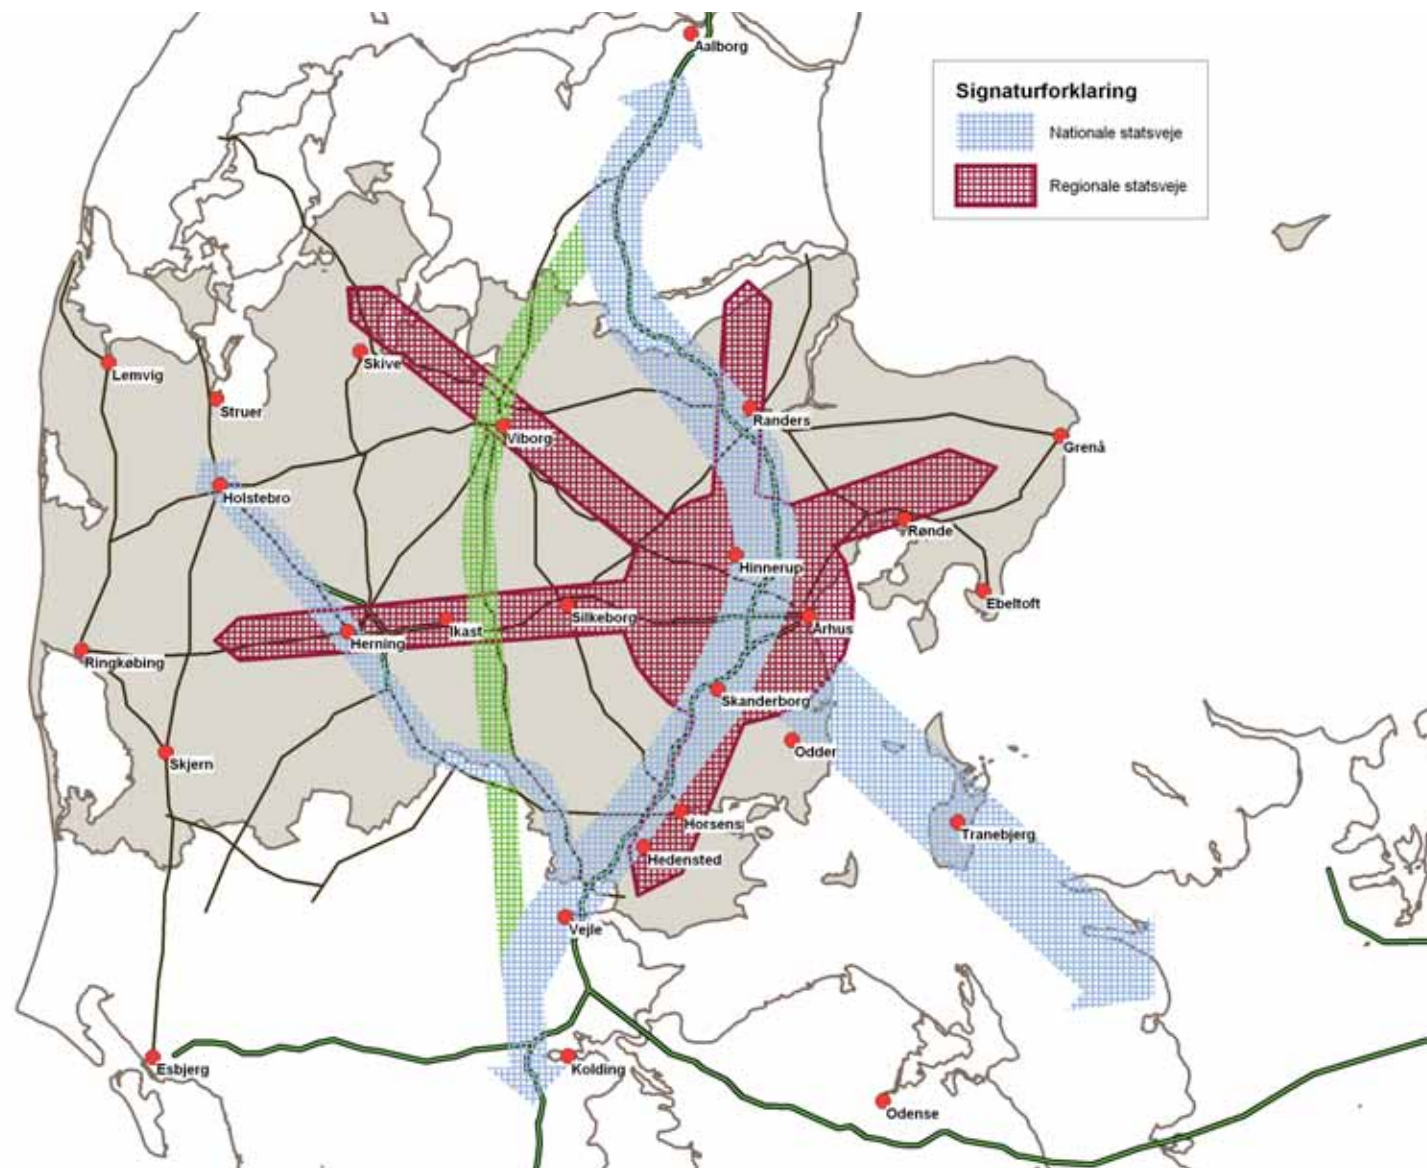 Aalborg
Signaturforklaring
Nationale statsveje
Regionale statsveje
Skive
Lemvig
Struer
Randers
Viborg
Grenå
Holstebro
Rønde
Hinnerup
Ebeltoft
Silkeborg
Ikast
Århus
Herning
Ringkøbing
Skanderborg
Odder
Skjern
Horsens
Tranebjerg
Hedensted
Vejle
Kolding
Esbjerg
Odense